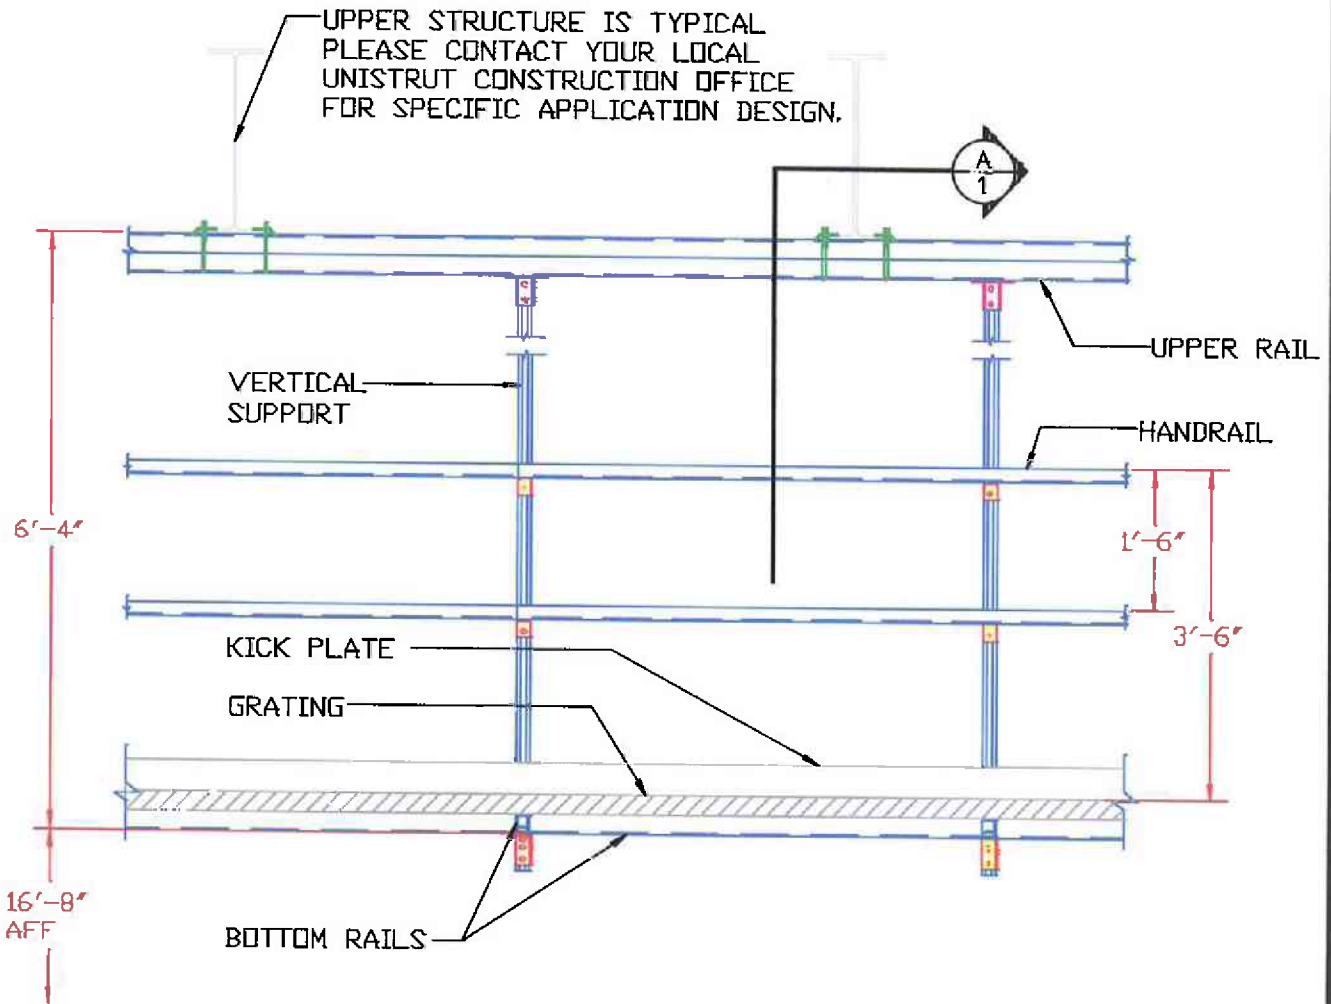 UPPER STRUCTURE IS TYPICAL
PLEASE CONTACT YOUR LOCAL
UNISTRUT CONSTRUCTION OFFICE
FOR SPECIFIC APPLICATION DESIGN.
A
1
UPPER RAIL
VERTICAL
SUPPORT
HANDRAIL
6'-4"
1'-6"
3'-6"
KICK PLATE
GRATING
16'-8"
AFF
BOTTOM RAILS